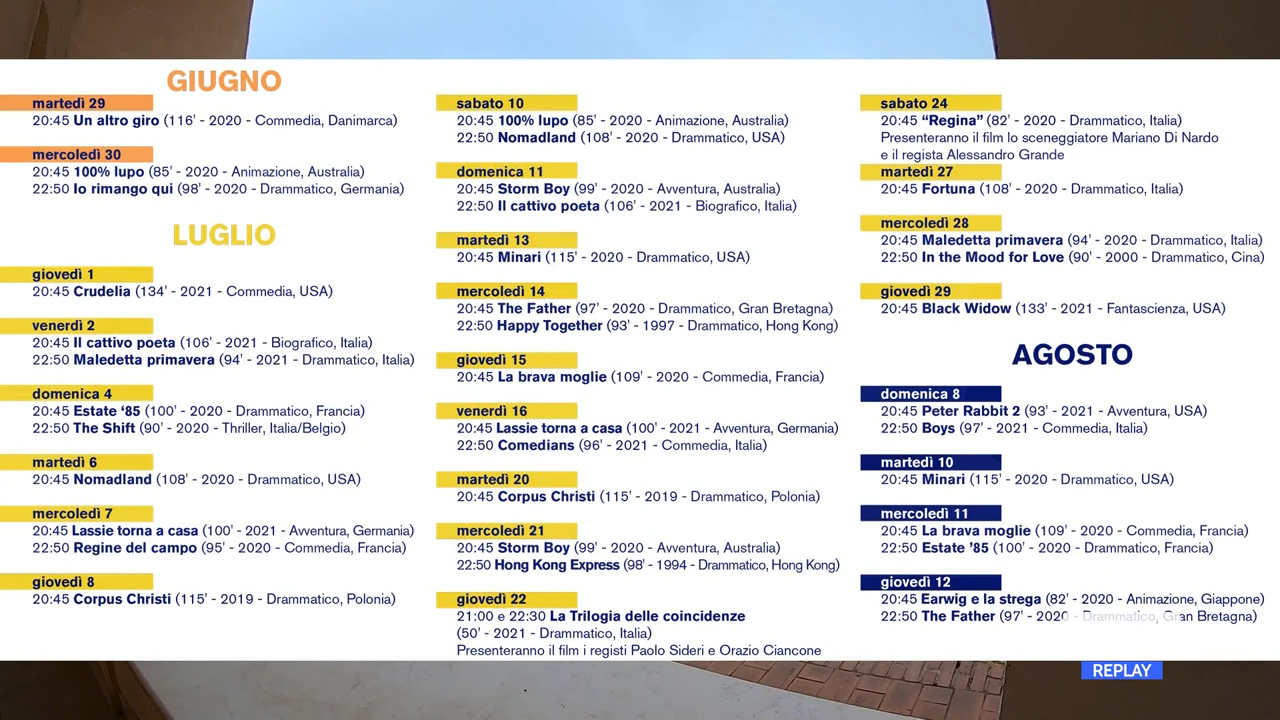 GIUGNO
martedì 29
20:45 Un altro giro (116' - 2020 - Commedia, Danimarca)
mercoledì 30
20:45 100% lupo (85' - 2020 - Animazione, Australia)
22:50 Io rimango qui (98' - 2020 - Drammatico, Germania)
LUGLIO
giovedì 1
20:45 Crudelia (134' - 2021 - Commedia, USA)
venerdì 2
20:45 Il cattivo poeta (106' - 2021 - Biografico, Italia)
22:50 Maledetta primavera (94' - 2021 - Drammatico, Italia)
domenica 4
20:45 Estate ‘85 (100' - 2020 - Drammatico, Francia)
22:50 The Shift (90' - 2020 - Thriller, Italia/Belgio)
martedì 6
20:45 Nomadland (108' - 2020 - Drammatico, USA)
mercoledì 7
20:45 Lassie torna a casa (100' - 2021 - Avventura, Germania)
22:50 Regine del campo (95' - 2020 - Commedia, Francia)
giovedì 8
20:45 Corpus Christi (115' - 2019 - Drammatico, Polonia)
sabato 10
20:45 100% lupo (85' - 2020 - Animazione, Australia)
22:50 Nomadland (108' - 2020 - Drammatico, USA)
domenica 11
20:45 Storm Boy (99' - 2020 - Avventura, Australia)
22:50 Il cattivo poeta (106' - 2021 - Biografico, Italia)
martedì 13
20:45 Minari (115' - 2020 - Drammatico, USA)
mercoledì 14
20:45 The Father (97' - 2020 - Drammatico, Gran Bretagna)
22:50 Happy Together (93' - 1997 - Drammatico, Hong Kong)
giovedì 15
20:45 La brava moglie (109' - 2020 - Commedia, Francia)
venerdì 16
20:45 Lassie torna a casa (100' - 2021 - Avventura, Germania)
22:50 Comedians (96' - 2021 - Commedia, Italia)
martedì 20
20:45 Corpus Christi (115' - 2019 - Drammatico, Polonia)
mercoledì 21
20:45 Storm Boy (99' - 2020 - Avventura, Australia)
22:50 Hong Kong Express (98' - 1994 - Drammatico, Hong Kong)
giovedì 22
21:00 e 22:30 La Trilogia delle coincidenze
(50' - 2021 - Drammatico, Italia)
Presenteranno il film i registi Paolo Sideri e Orazio Ciancone
sabato 24
20:45 “Regina” (82' - 2020 - Drammatico, Italia)
Presenteranno il film lo sceneggiatore Mariano Di Nardo
e il regista Alessandro Grande
martedì 27
20:45 Fortuna (108' - 2020 - Drammatico, Italia)
mercoledì 28
20:45 Maledetta primavera (94' - 2020 - Drammatico, Italia)
22:50 In the Mood for Love (90' - 2000 - Drammatico, Cina)
giovedì 29
20:45 Black Widow (133' - 2021 - Fantascienza, USA)
AGOSTO
domenica 8
20:45 Peter Rabbit 2 (93' - 2021 - Avventura, USA)
22:50 Boys (97' - 2021 - Commedia, Italia)
martedì 10
20:45 Minari (115' - 2020 - Drammatico, USA)
mercoledì 11
20:45 La brava moglie (109' - 2020 - Commedia, Francia)
22:50 Estate ’85 (100' - 2020 - Drammatico, Francia)
giovedì 12
20:45 Earwig e la strega (82' - 2020 - Animazione, Giappone)
22:50 The Father (97' - 2020 - Drammatico, Gran Bretagna)
REPLAY